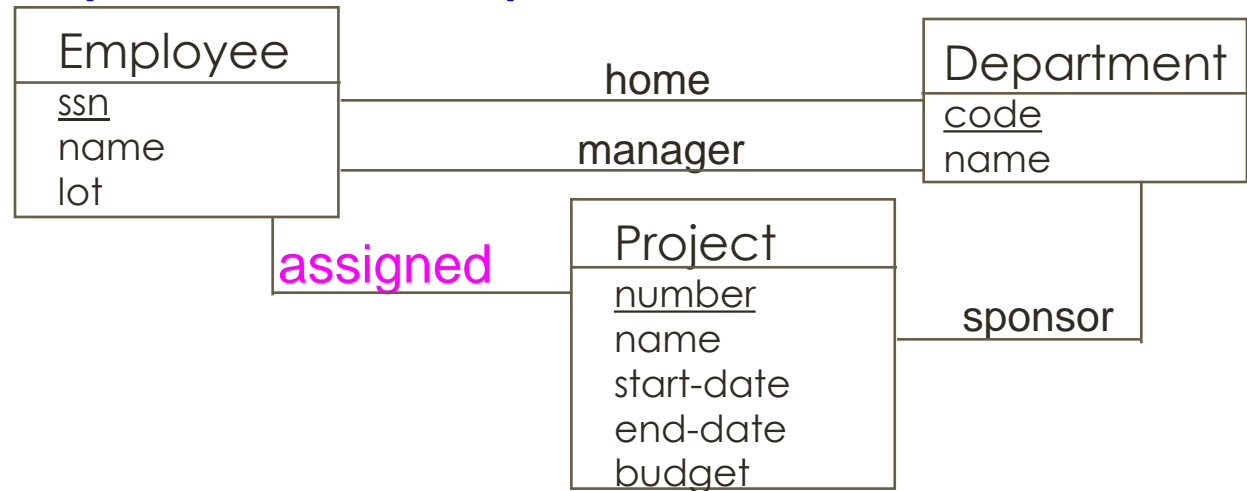 Employee
ssn
name
lot
home
manager
Department
code
name
assigned
Project
number
name
start-date
end-date
budget
sponsor